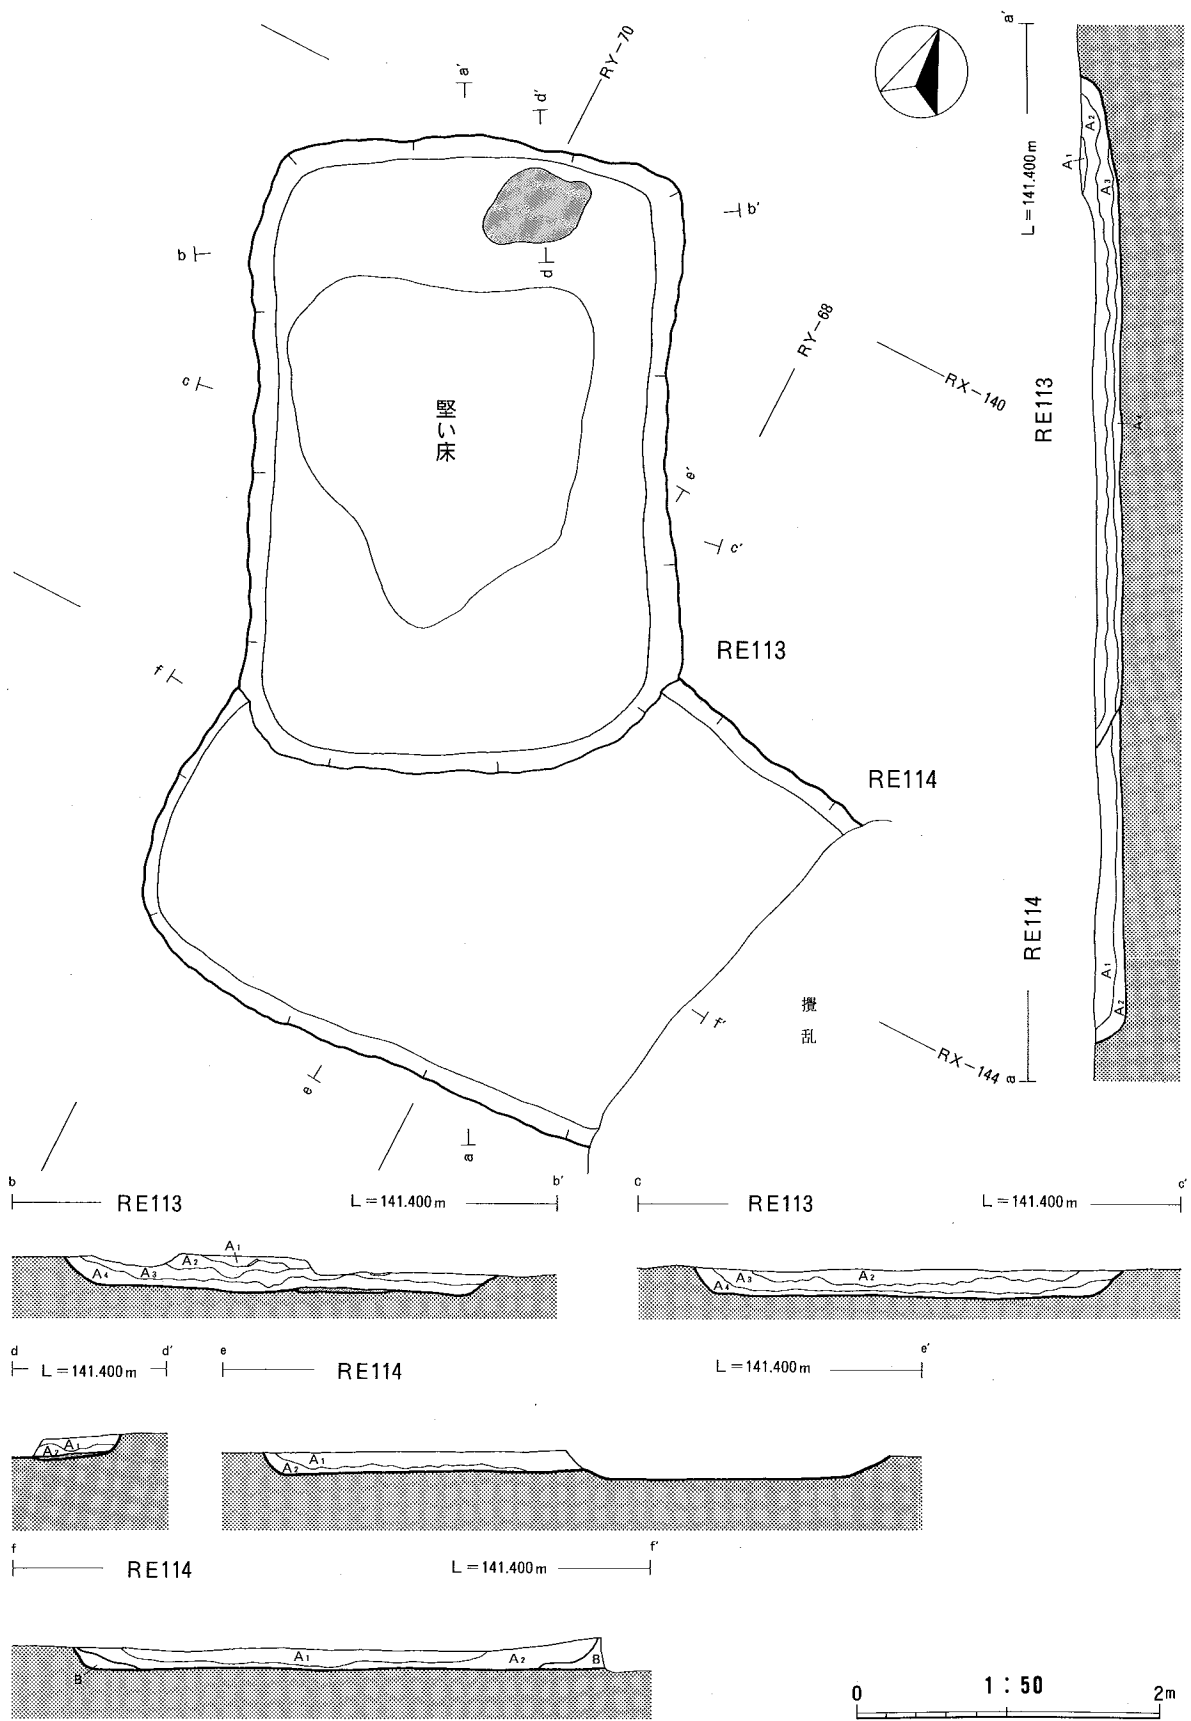 a'
RY-70
a'
d'
A1
A2
A3
L=141.400m
b'
b
d
RY-68
c
RX-140
RE113
堅い床
e'
c'
f
RE113
RE114
RE114
A1
A2
攪乱
f'
RX-144
a
e
a
b
RE113
L=141.400m
b'
c
RE113
L=141.400m
c'
A1
A2
A3
A4
A2
A3
A4
d
L=141.400m
d'
e
RE114
L=141.400m
e'
A1
A2
A1
A2
f
RE114
L=141.400m
f'
A1
A2
B
B
1:50
0
2m